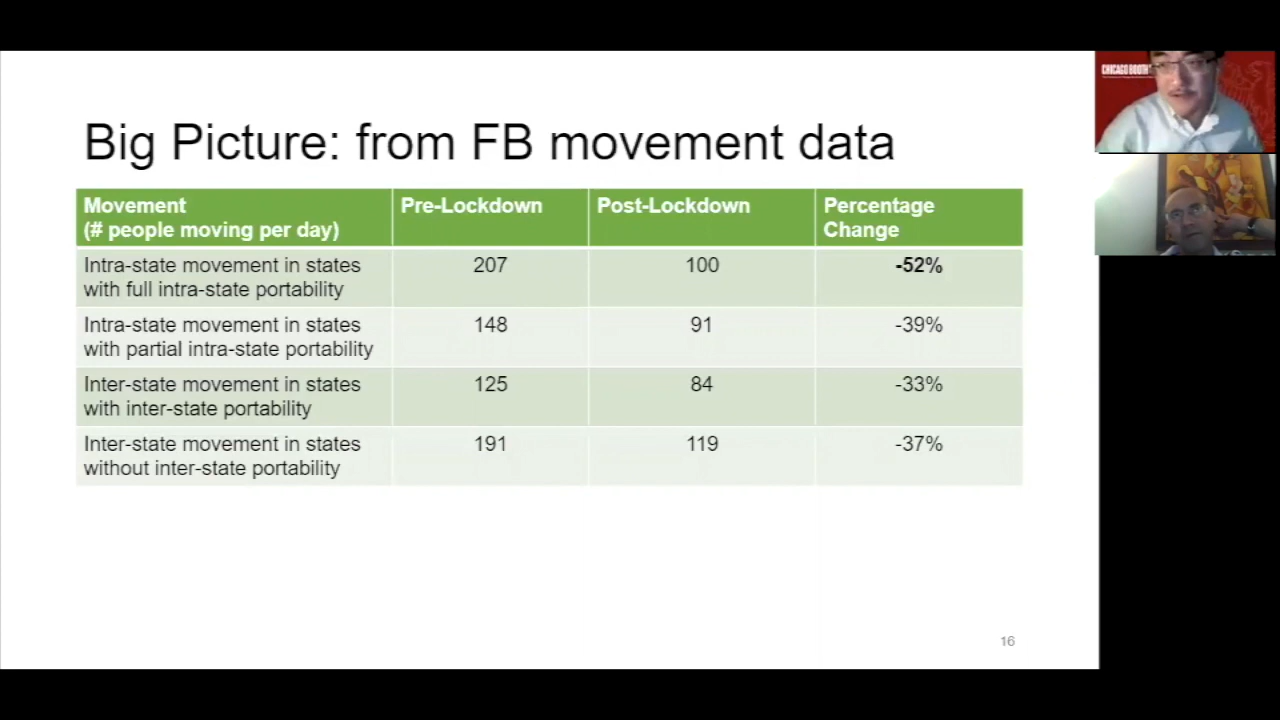 Big Picture: from FB movement data
Movement Pre-Lockdown Post-Lockdown Percentage
(# people moving per day) Change
Intra-state movement in states 207 100 -52%
with full intra-state portability
Intra-state movement in states 148 91 -39%
with partial intra-state portability
Inter-state movement in states 125 84 -33%
with inter-state portability
Inter-state movement in states 191 119 -37%
without inter-state portability
16
CHICAGO BOOTH